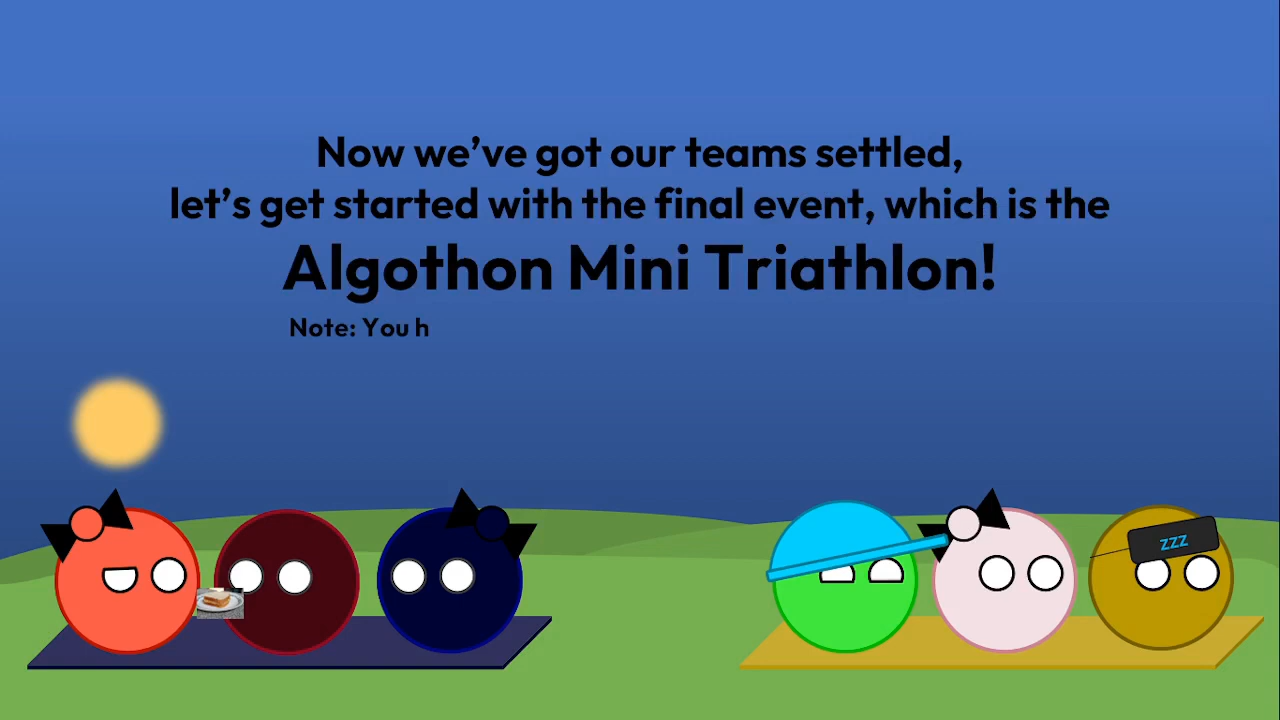 Now we’ve got our teams settled,
let’s get started with the final event, which is the
Algothon Mini Triathlon!
Note: You h
zzz